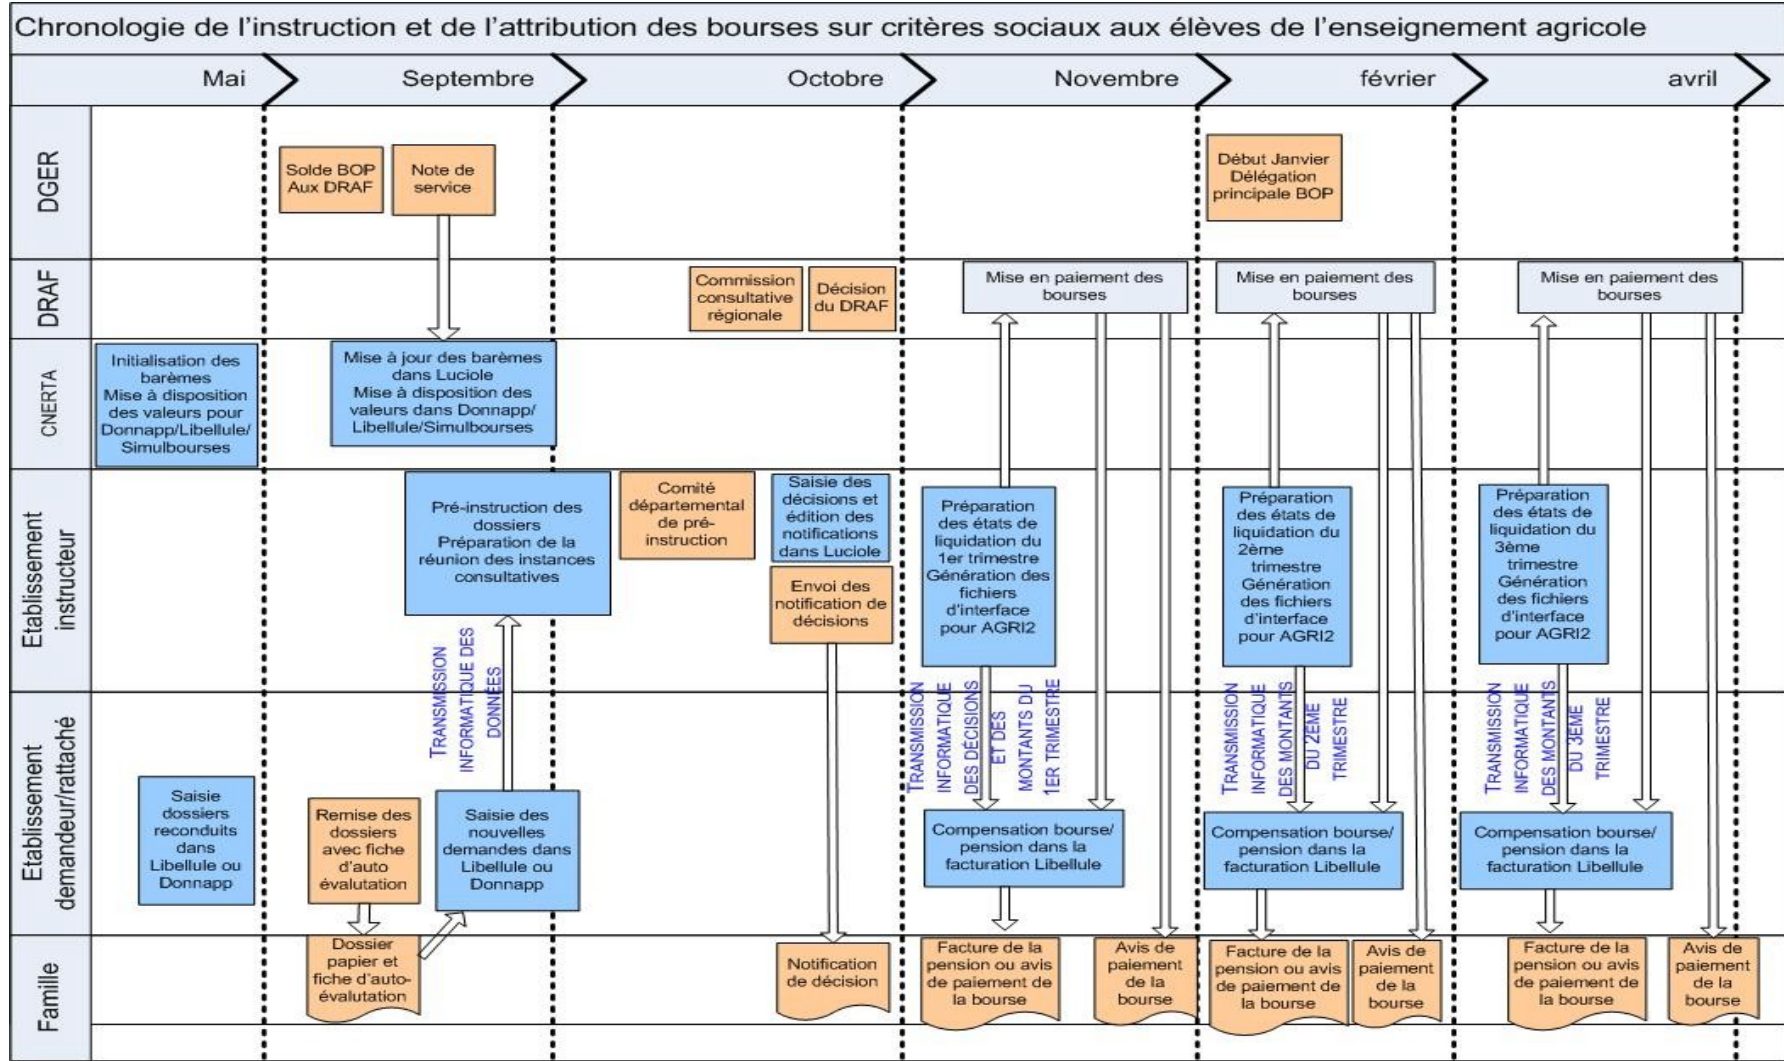 Chronologie de l'instruction et de l'attribution des bourses sur critères sociaux aux élèves de l'enseignement agricole
Mai
Septembre
Octobre
Novembre
février
avril
DGER
Solde BOP
Aux DRAF
Note de
service
Début Janvier
Délégation
principale BOP
DRAF
Commission
consultative
régionale
Décision
du DRAF
Mise en paiement des
bourses
Mise en paiement des
bourses
Mise en paiement des
bourses
CNERTA
Initialisation des
barèmes
Mise à disposition
des valeurs pour
Donnapp/Libellule/
Simulbourses
Mise à jour des barèmes
dans Luciole
Mise à disposition des
valeurs dans Donnapp/
Libellule/Simulbourses
Etablissement
instructeur
Pré-instruction des
dossiers
Préparation de la
réunion des instances
consultatives
Comité
départemental
de pré-
instruction
Saisie des
décisions et
édition des
notifications
dans Luciole
Envoi des
notification de
décisions
Préparation
des états de
liquidation du
1er trimestre
Génération des
fichiers
d'interface
pour AGRI2
Préparation
des états de
liquidation du
2ème
trimestre
Génération
des fichiers
d'interface
pour AGRI2
Préparation
des états de
liquidation du
3ème
trimestre
Génération
des fichiers
d'interface
pour AGRI2
TRANSMISSION
INFORMATIQUE DES
DONNÉES
TRANSMISSION
INFORMATIQUE
DES DÉCISIONS
ET DES
MONTANTS DU
1ER TRIMESTRE
TRANSMISSION
INFORMATIQUE
DES MONTANTS
DU 2ÈME
TRIMESTRE
TRANSMISSION
INFORMATIQUE
DES MONTANTS
DU 3ÈME
TRIMESTRE
Etablissement
demandeur/rattaché
Saisie
dossiers
reconduits
dans
Libellule ou
Donnapp
Remise des
dossiers
avec fiche
d'auto
évalutation
Saisie des
nouvelles
demandes dans
Libellule ou
Donnapp
Compensation bourse/
pension dans la
facturation Libellule
Compensation bourse/
pension dans la
facturation Libellule
Compensation bourse/
pension dans la
facturation Libellule
Famille
Dossier
papier et
fiche d'auto-
évalutation
Notification
de décision
Facture de la
pension ou avis
de paiement de
la bourse
Avis de
paiement
de la
bourse
Facture de la
pension ou avis
de paiement de
la bourse
Avis de
paiement
de la
bourse
Facture de la
pension ou avis
de paiement de
la bourse
Avis de
paiement
de la
bourse